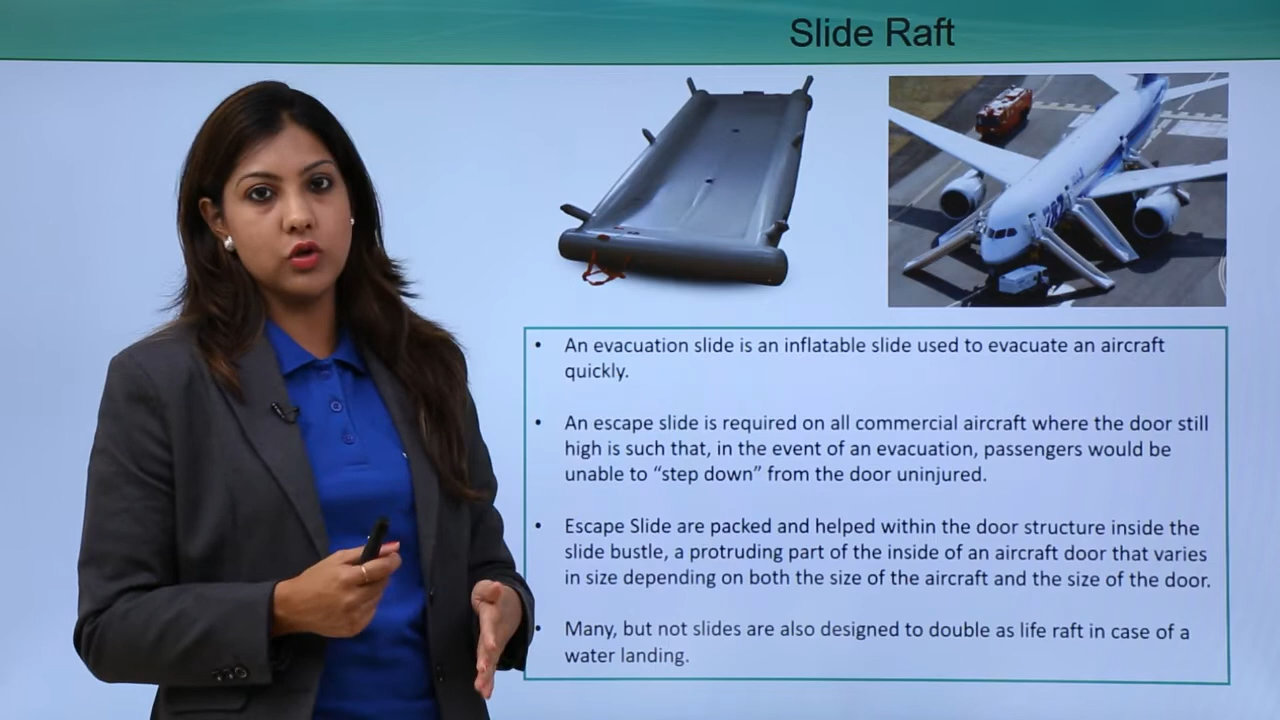 Slide Raft
787
• An evacuation slide is an inflatable slide used to evacuate an aircraft
quickly.
• An escape slide is required on all commercial aircraft where the door still
high is such that, in the event of an evacuation, passengers would be
unable to “step down” from the door uninjured.
• Escape Slide are packed and helped within the door structure inside the
slide bustle, a protruding part of the inside of an aircraft door that varies
in size depending on both the size of the aircraft and the size of the door.
• Many, but not slides are also designed to double as life raft in case of a
water landing.